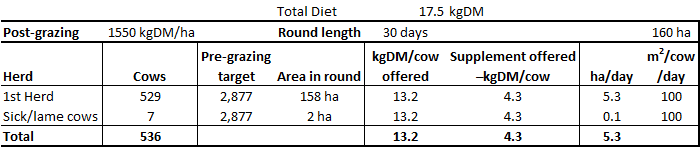 Total Diet 17.5 kgDM
Post-grazing 1550 kgDM/ha Round length 30 days 160 ha
Herd Cows Pre-grazing target Area in round kgDM/cow offered Supplement offered –kgDM/cow ha/day m²/cow /day
1st Herd 529 2,877 158 ha 13.2 4.3 5.3 100
Sick/lame cows 7 2,877 2 ha 13.2 4.3 0.1 100
Total 536 13.2 4.3 5.3